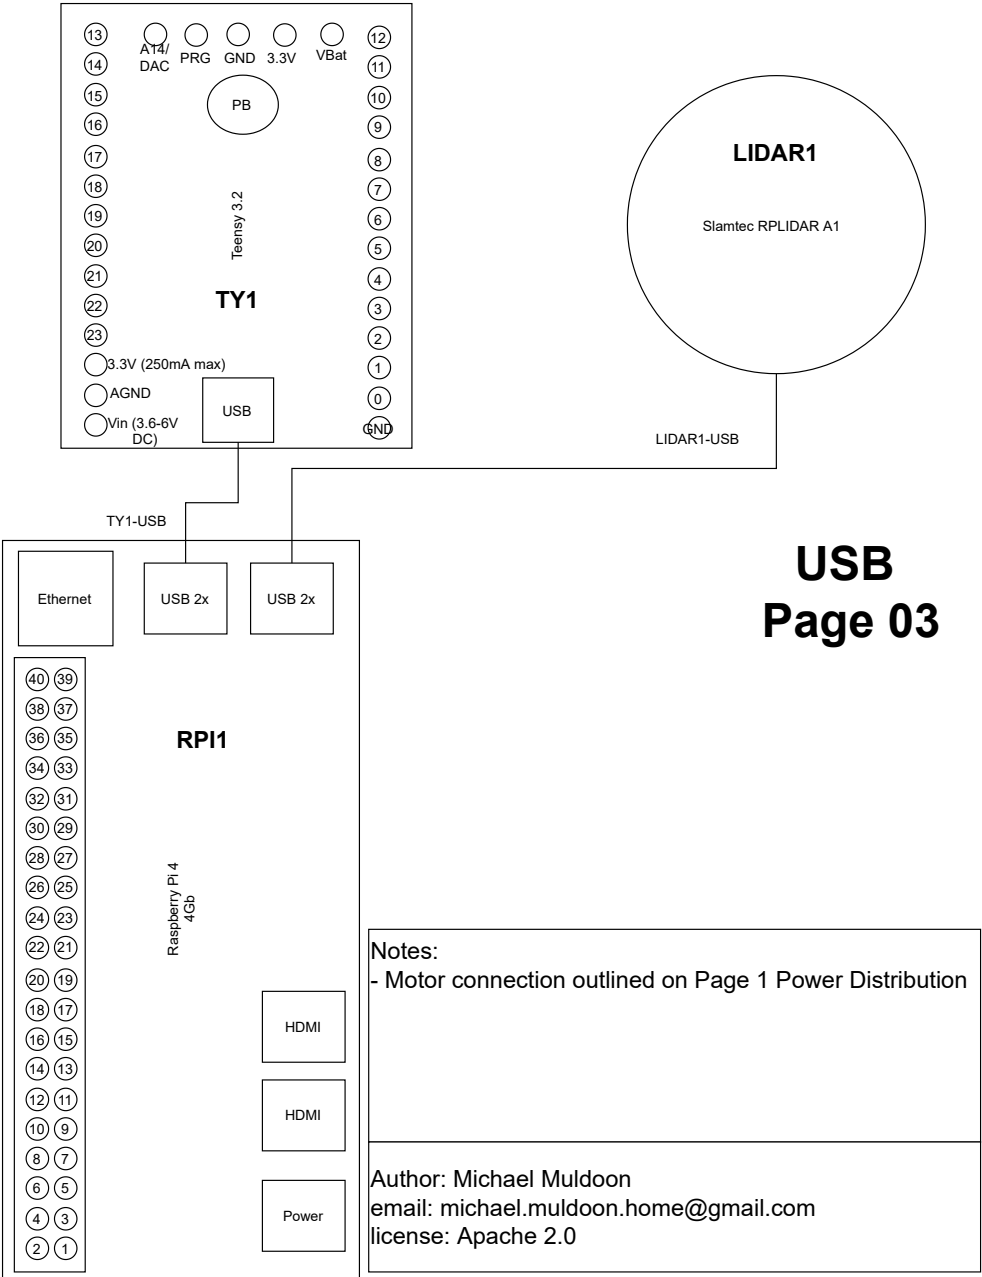 13
A14/
DAC
PRG
GND
3.3V
VBat
12
14
11
15
PB
10
16
9
17
8
18
7
19
Teensy 3.2
6
20
5
21
4
22
TY1
3
23
2
3.3V (250mA max)
1
AGND
0
Vin (3.6-6V
DC)
USB
GND
LIDAR1
Slamtec RPLIDAR A1
LIDAR1-USB
TY1-USB
USB
Page 03
Ethernet
USB 2x
USB 2x
40 39
38 37
36 35
RPI1
34 33
32 31
30 29
28 27
26 25
24 23
22 21
20 19
18 17
16 15
14 13
12 11
10 9
8 7
6 5
4 3
2 1
Raspberry Pi 4
4Gb
HDMI
HDMI
Power
Notes:
- Motor connection outlined on Page 1 Power Distribution
Author: Michael Muldoon
email: michael.muldoon.home@gmail.com
license: Apache 2.0